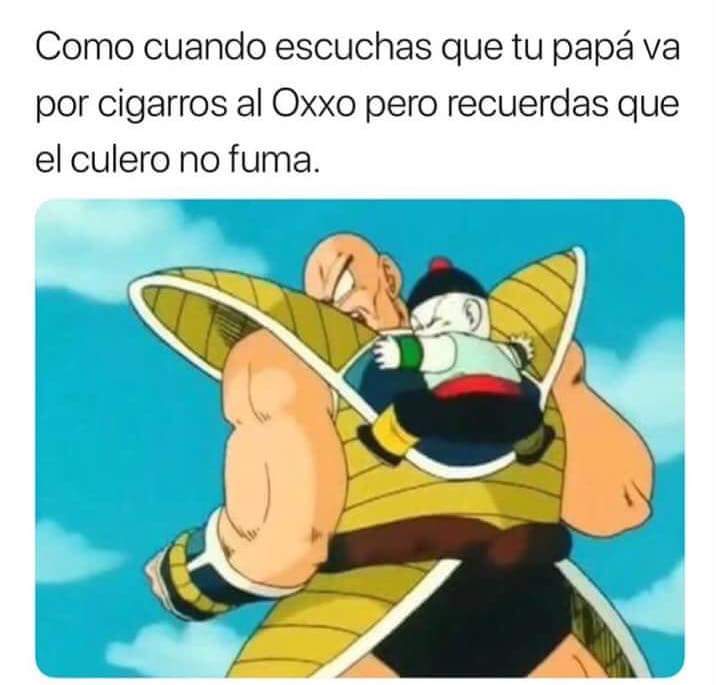 Como cuando escuchas que tu papá va
por cigarros al Oxxo pero recuerdas que
el culero no fuma.